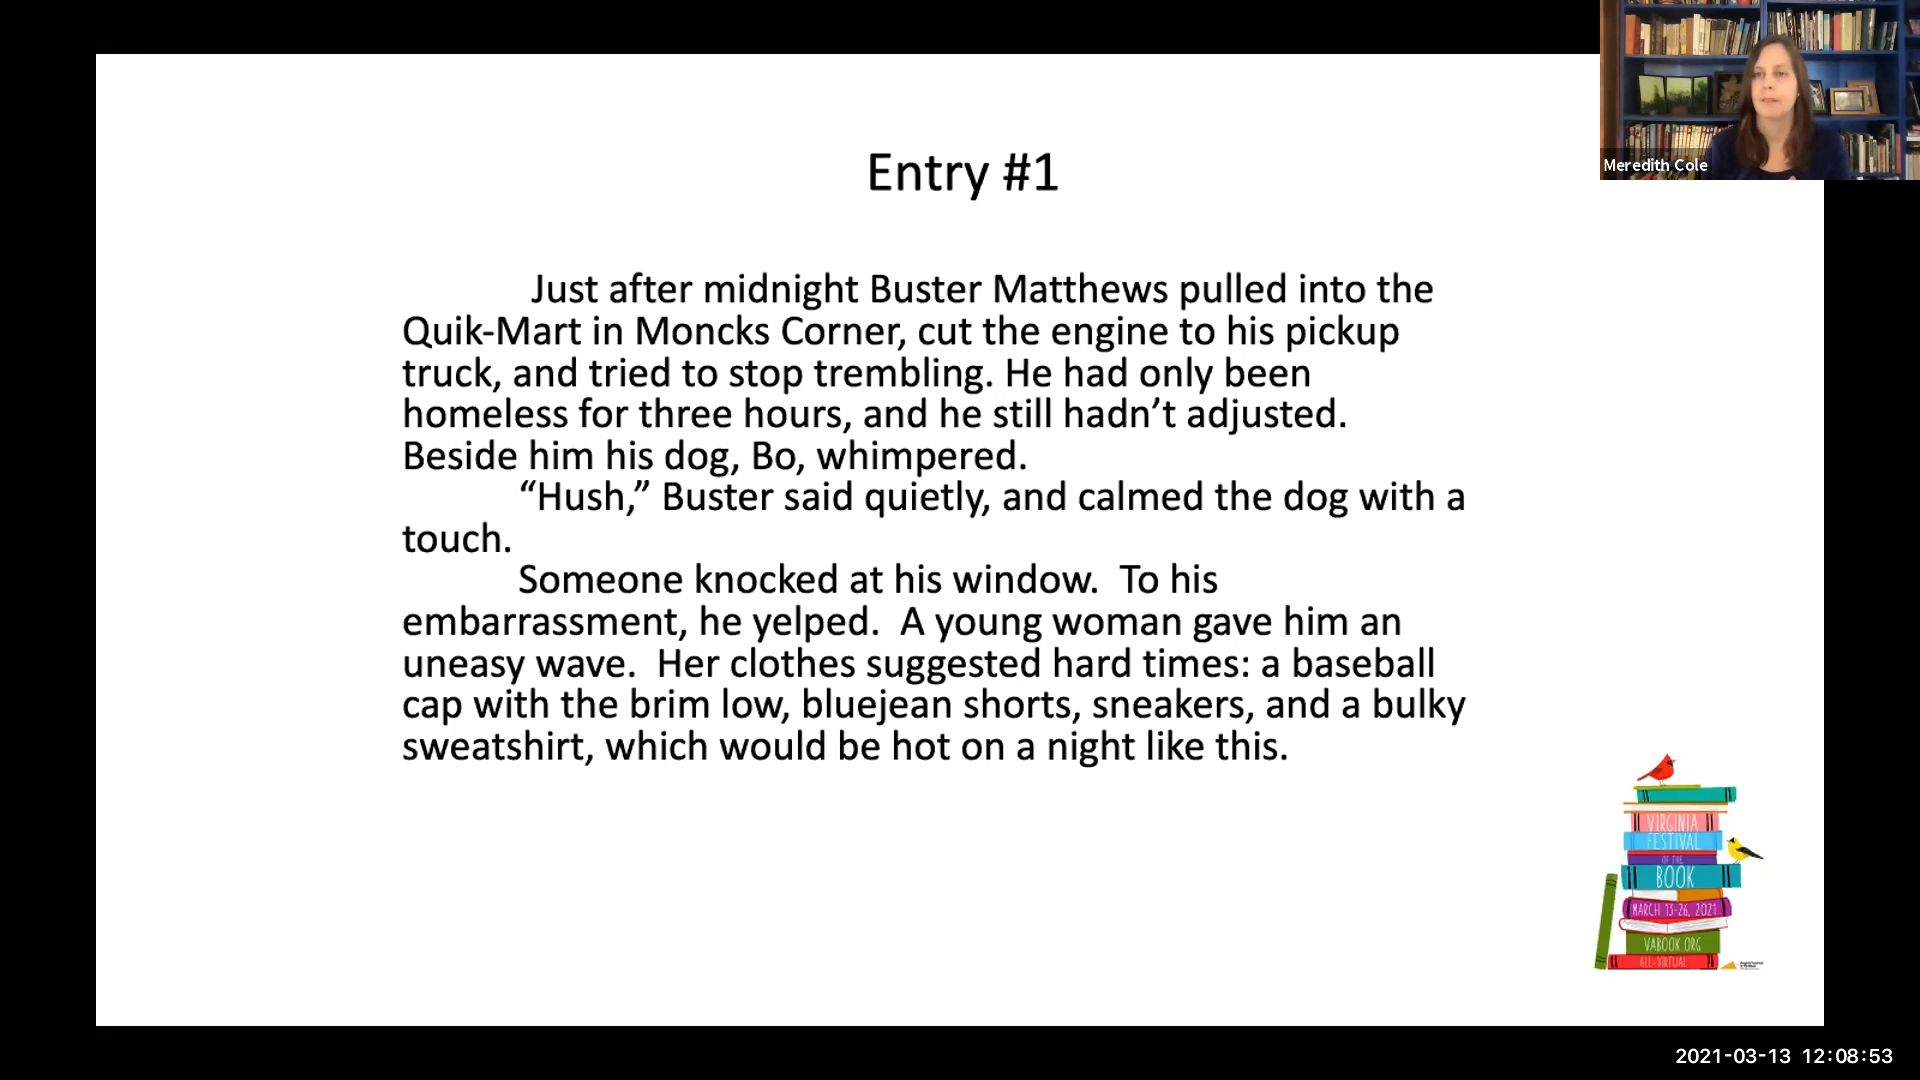 Meredith Cole
Entry #1
Just after midnight Buster Matthews pulled into the
Quik-Mart in Moncks Corner, cut the engine to his pickup
truck, and tried to stop trembling. He had only been
homeless for three hours, and he still hadn’t adjusted.
Beside him his dog, Bo, whimpered.
“Hush,” Buster said quietly, and calmed the dog with a
touch.
Someone knocked at his window.  To his
embarrassment, he yelped.  A young woman gave him an
uneasy wave.  Her clothes suggested hard times: a baseball
cap with the brim low, bluejean shorts, sneakers, and a bulky
sweatshirt, which would be hot on a night like this.
VIRGINIA
FESTIVAL
OF THE
BOOK
MARCH 13-26, 2021
VABOOK.ORG
ALL-VIRTUAL
2021-03-13 12:08:53